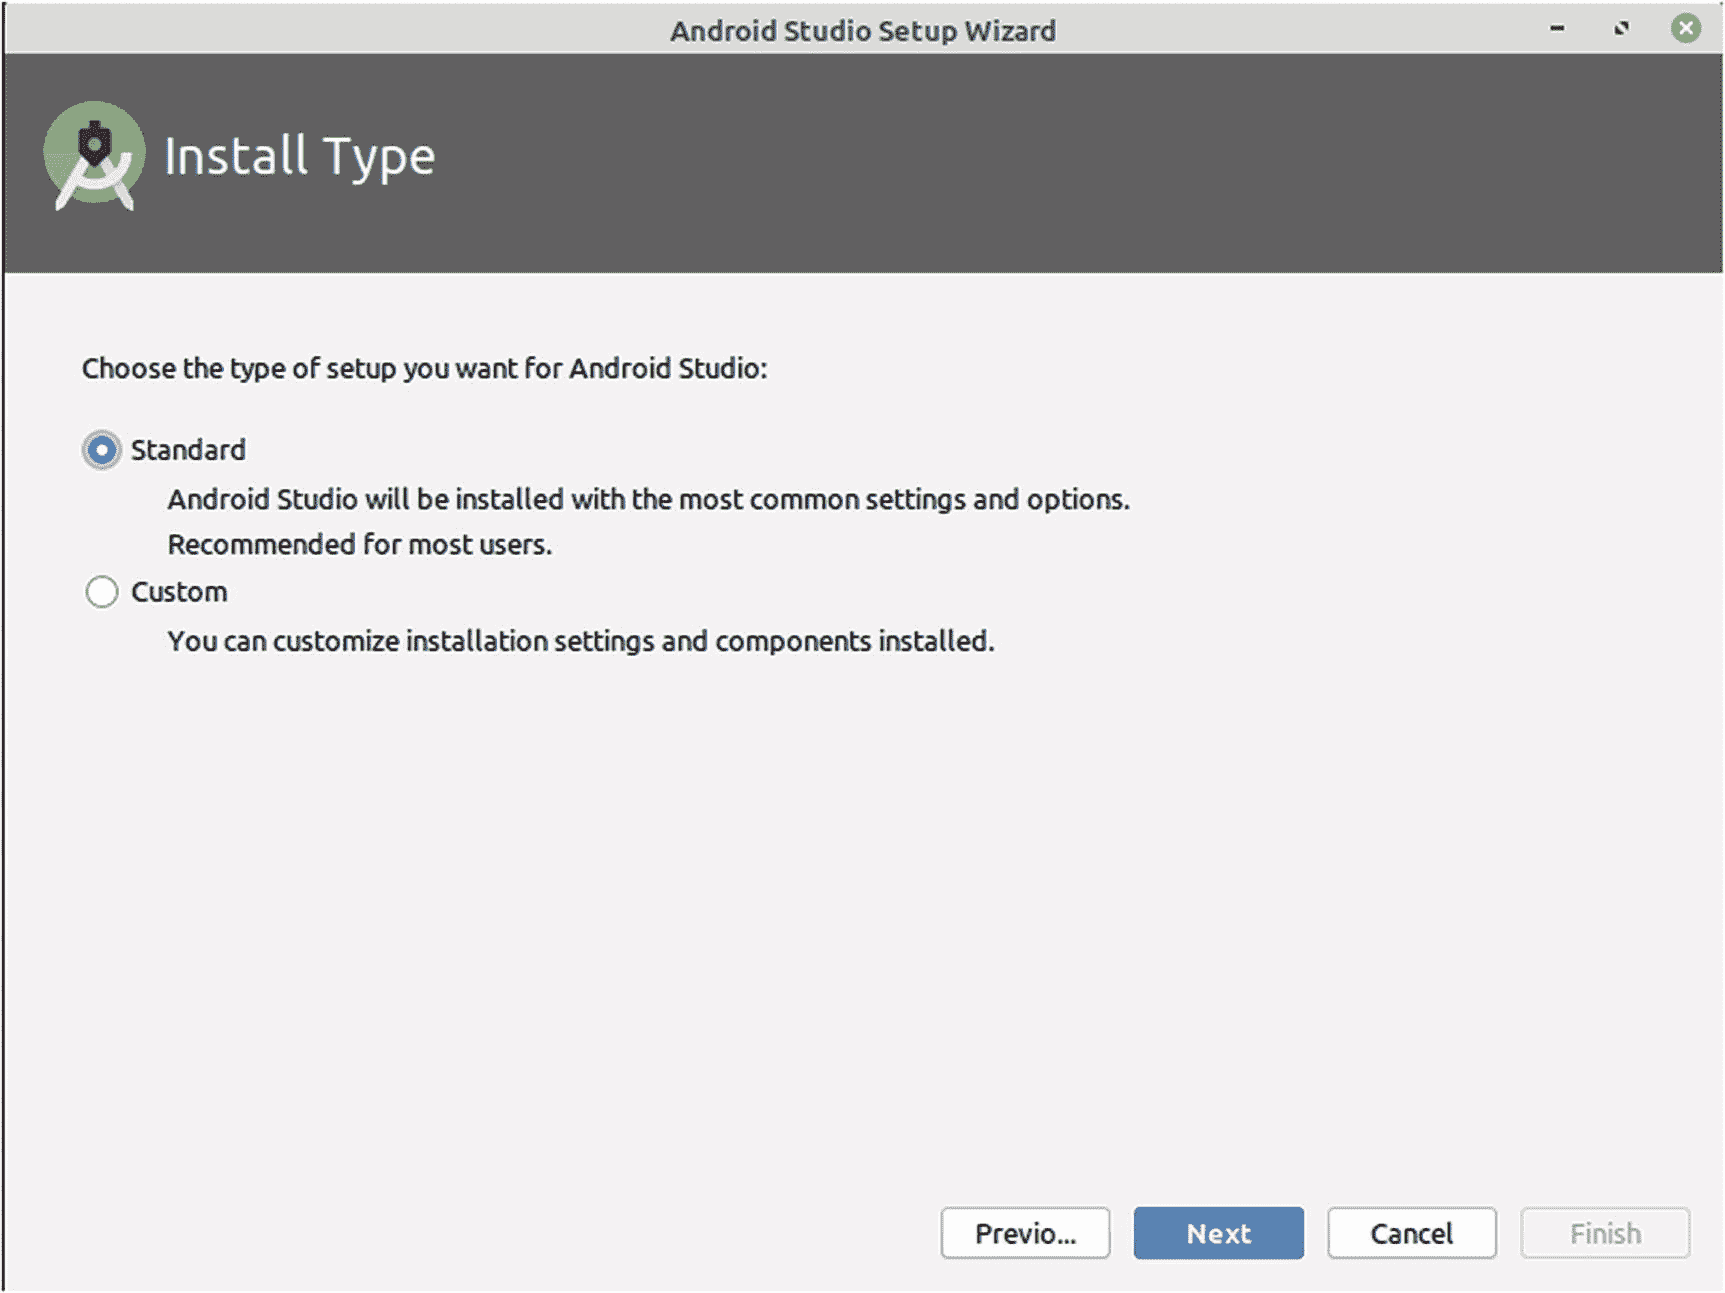 Android Studio Setup Wizard
Install Type
Choose the type of setup you want for Android Studio:
Standard
Android Studio will be installed with the most common settings and options.
Recommended for most users.
Custom
You can customize installation settings and components installed.
Previo... Next Cancel Finish